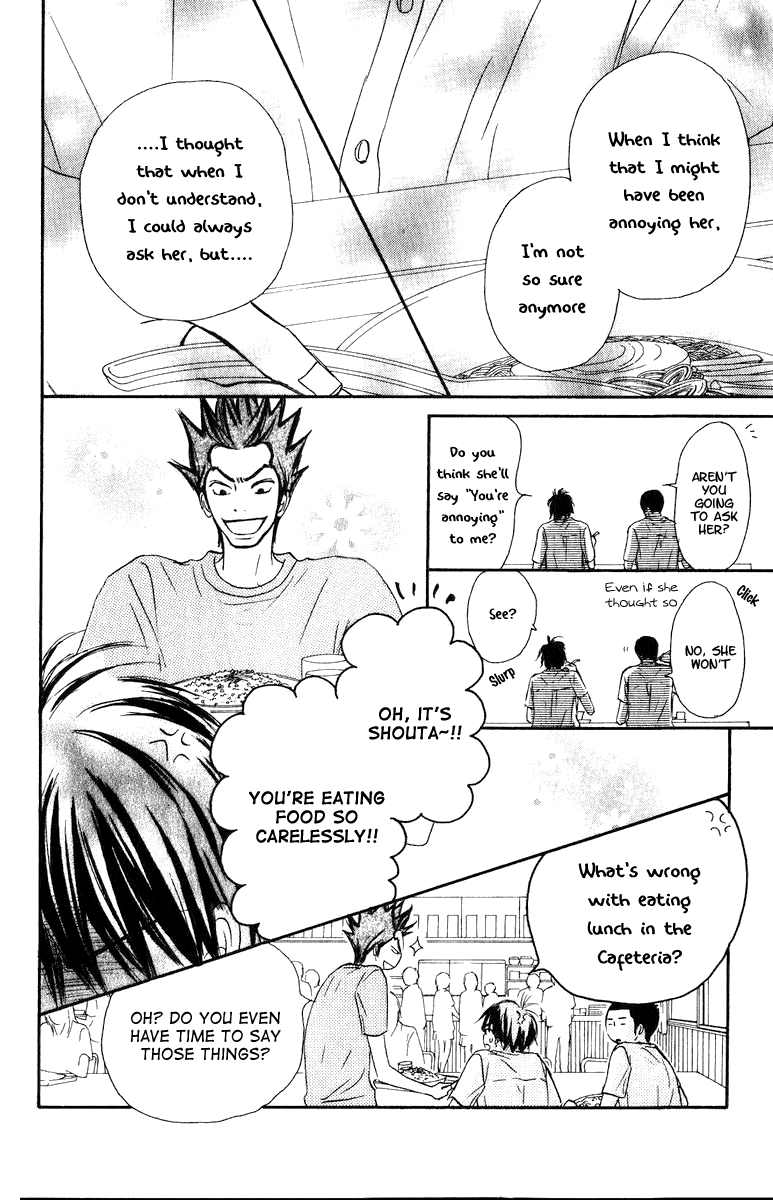 When I think
that I might
have been
annoying her,
I'm not
so sure
anymore
....I thought
that when I
don't understand,
I could always
ask her, but....
AREN'T
YOU
GOING
TO ASK
HER?
Do you
think she'll
say "You're
annoying"
to me?
Click
NO, SHE
WON'T
Even if she
thought so
See?
Slurp
OH, IT'S
SHOUTA~!!
YOU'RE EATING
FOOD SO
CARELESSLY!!
What's wrong
with eating
lunch in the
Cafeteria?
OH? DO YOU EVEN
HAVE TIME TO SAY
THOSE THINGS?